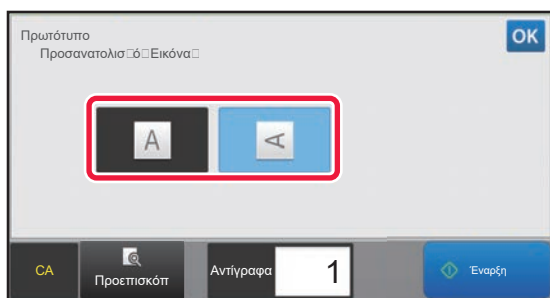 Πρωτότυπο
OK
Προσανατολισ□ό□Εικόνα□
A
A
CA
Προεπισκόπ
Αντίγραφα
1
Έναρξη